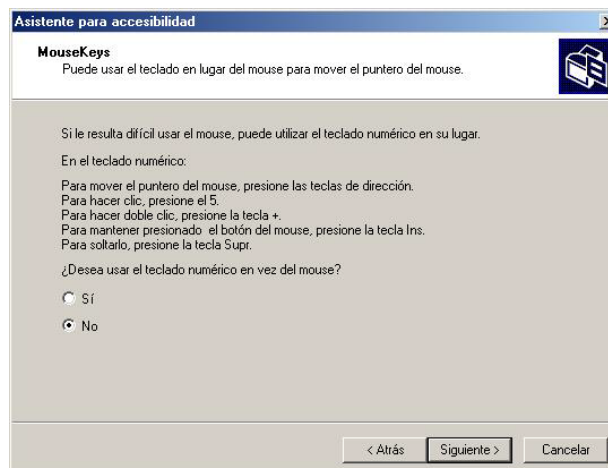 Asistente para accesibilidad
MouseKeys
Puede usar el teclado en lugar del mouse para mover el puntero del mouse.
Si le resulta difícil usar el mouse, puede utilizar el teclado numérico en su lugar.
En el teclado numérico:
Para mover el puntero del mouse, presione las teclas de dirección.
Para hacer clic, presione el 5.
Para hacer doble clic, presione la tecla +.
Para mantener presionado el botón del mouse, presione la tecla Ins.
Para soltarlo, presione la tecla Supr.
¿Desea usar el teclado numérico en vez del mouse?
Sí
No
< Atrás Siguiente > Cancelar